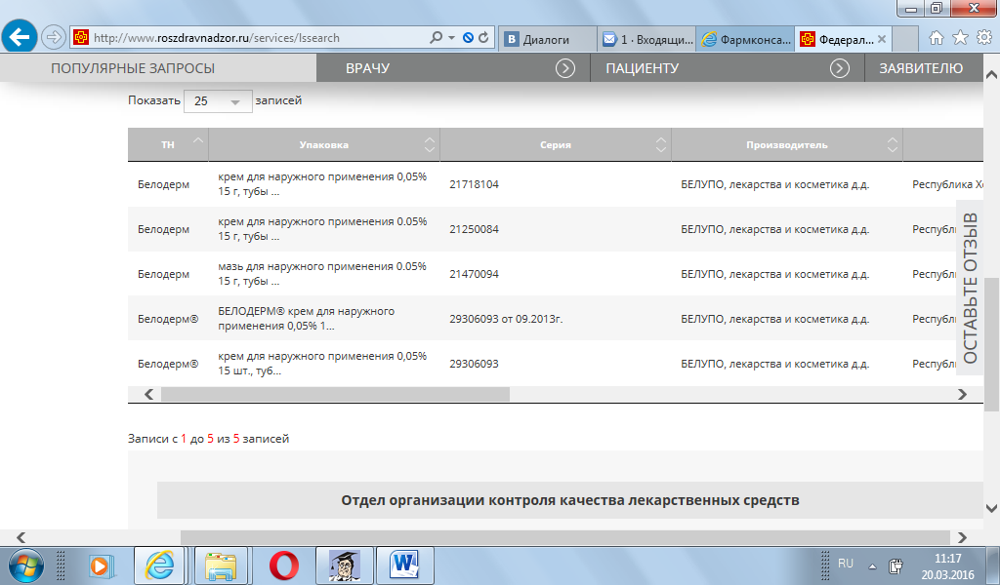 http://www.roszdravnadzor.ru/services/lssearch
В Диалоги
1 · Входящи...
Фармконса...
Федерал...
ПОПУЛЯРНЫЕ ЗАПРОСЫ
ВРАЧУ
ПАЦИЕНТУ
ЗАЯВИТЕЛЮ
Показать 25 записей
ТН Упаковка Серия Производитель
Белодерм крем для наружного применения 0,05% 15 г, тубы ... 21718104 БЕЛУПО, лекарства и косметика д.д. Республика Х
Белодерм крем для наружного применения 0.05% 15 г, тубы ... 21250084 БЕЛУПО, лекарства и косметика д.д. Республ
Белодерм мазь для наружного применения 0.05% 15 г, тубы ... 21470094 БЕЛУПО, лекарства и косметика д.д. Республ
Белодерм® БЕЛОДЕРМ® крем для наружного применения 0,05% 1... 29306093 от 09.2013г. БЕЛУПО, лекарства и косметика д.д. Республ
Белодерм® крем для наружного применения 0,05% 15 шт., туб... 29306093 БЕЛУПО, лекарства и косметика д.д. Республ
ОСТАВЬТЕ ОТЗЫВ
Записи с 1 до 5 из 5 записей
Отдел организации контроля качества лекарственных средств
RU
11:17
20.03.2016